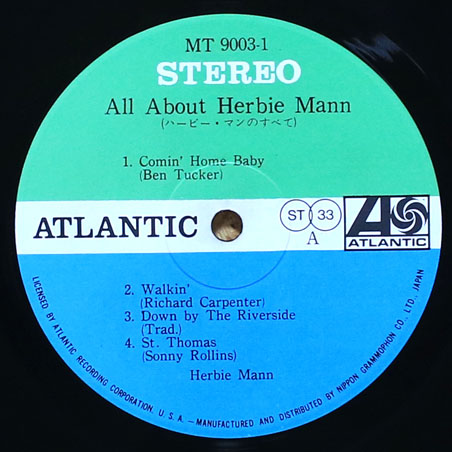 MT 9003-1
STEREO
All About Herbie Mann
(ハービー・マンのすべて)
1. Comin' Home Baby
(Ben Tucker)
ATLANTIC
ST 33
A
ATLANTIC
2. Walkin'
(Richard Carpenter)
3. Down by The Riverside
(Trad.)
4. St. Thomas
(Sonny Rollins)
Herbie Mann
LICENSED BY ATLANTIC RECORDING CORPORATION. U.S.A. — MANUFACTURED AND DISTRIBUTED BY NIPPON GRAMMOPHON CO., LTD., JAPAN